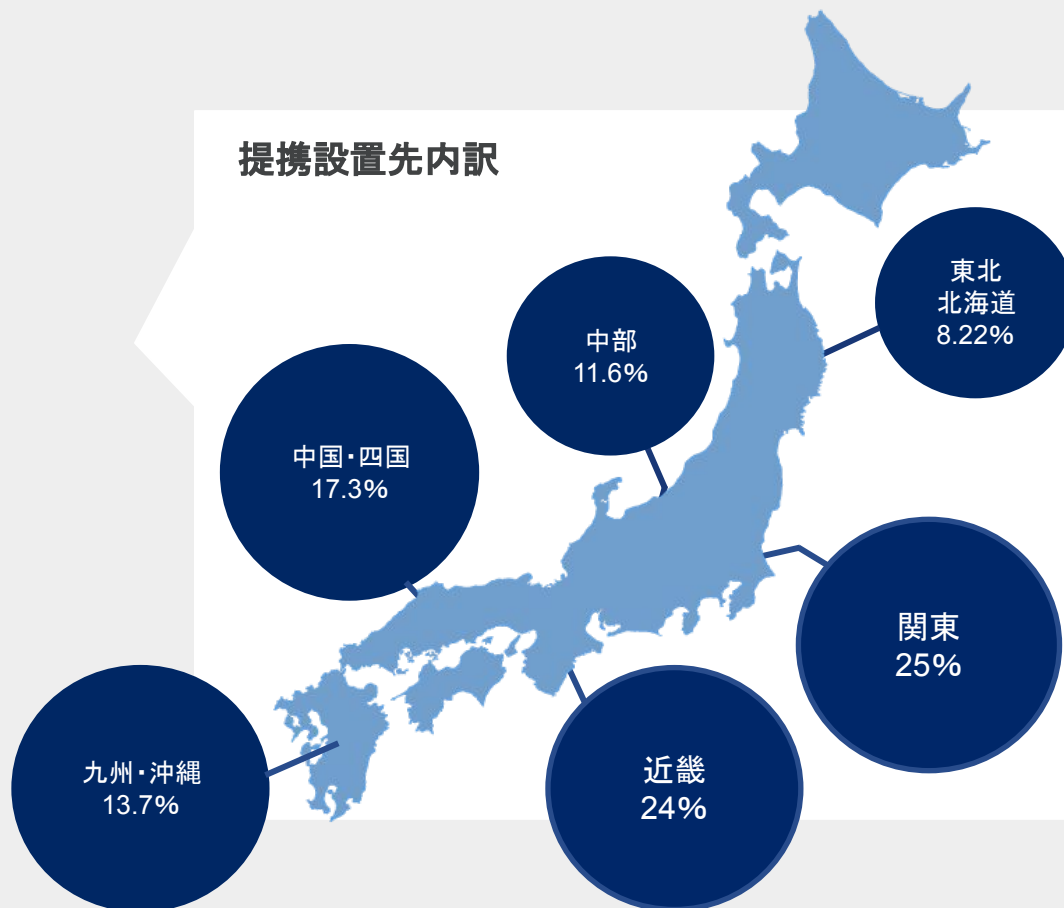 提携設置先内訳
東北
北海道
8.22%
中部
11.6%
中国・四国
17.3%
関東
25%
近畿
24%
九州・沖縄
13.7%